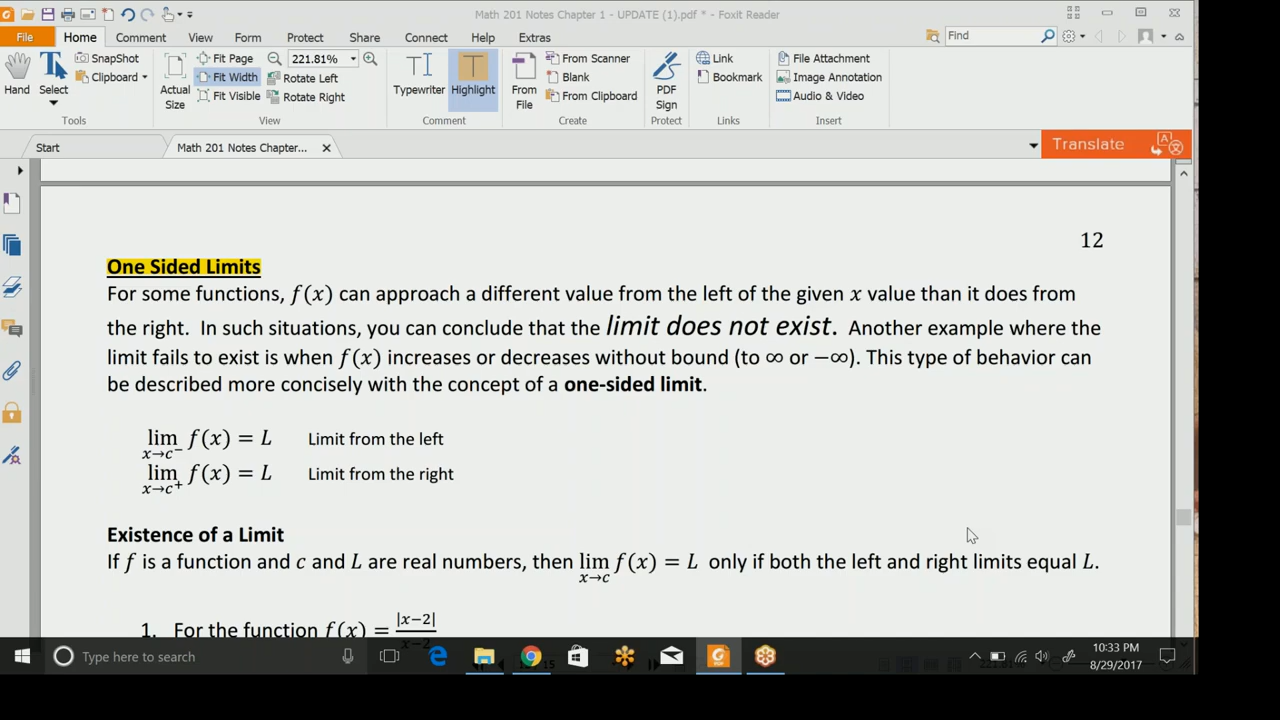 Math 201 Notes Chapter 1 - UPDATE (1).pdf * - Foxit Reader
File Home Comment View Form Protect Share Connect Help Extras Find
Hand
Select
SnapShot
Clipboard
Tools
Actual Size
Fit Page
Fit Width
Fit Visible
221.81%
Rotate Left
Rotate Right
View
Typewriter
Highlight
Comment
From File
From Scanner
Blank
From Clipboard
Create
PDF Sign
Protect
Link
Bookmark
Links
File Attachment
Image Annotation
Audio & Video
Insert
Start
Math 201 Notes Chapter...
Translate
12
One Sided Limits
For some functions, f(x) can approach a different value from the left of the given x value than it does from
the right. In such situations, you can conclude that the limit does not exist. Another example where the
limit fails to exist is when f(x) increases or decreases without bound (to ∞ or −∞). This type of behavior can
be described more concisely with the concept of a one-sided limit.
lim x→c⁻ f(x) = L Limit from the left
lim x→c⁺ f(x) = L Limit from the right
Existence of a Limit
If f is a function and c and L are real numbers, then lim x→c f(x) = L only if both the left and right limits equal L.
1. For the function f(x) = |x−2| / x−2
Type here to search
10:33 PM
8/29/2017